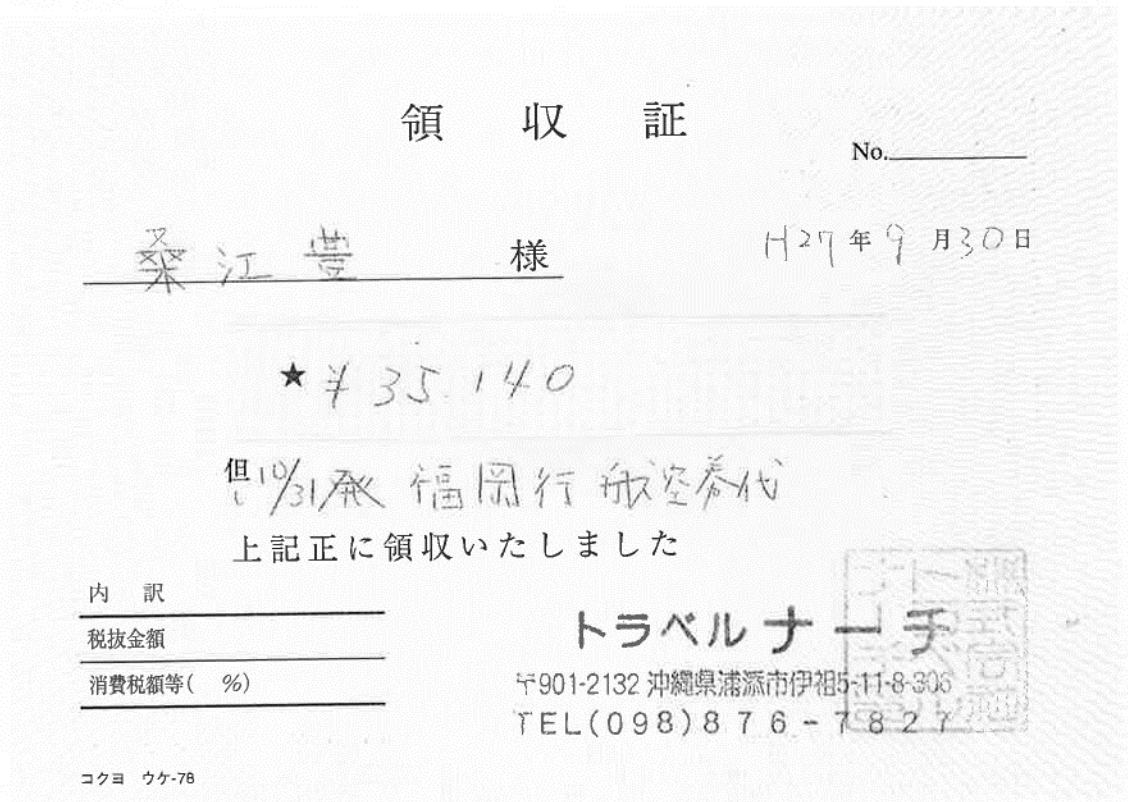 領収証
No.
桑江豊 様
H27年9月30日
★ ¥35,140
但し 10/31発 福岡行 航空券代
上記正に領収いたしました
内訳
税抜金額
消費税額等( %)
トラベルナーチ
〒901-2132 沖縄県浦添市伊祖5-11-8-306
TEL(098)876-7827
コクヨ ウケ-78